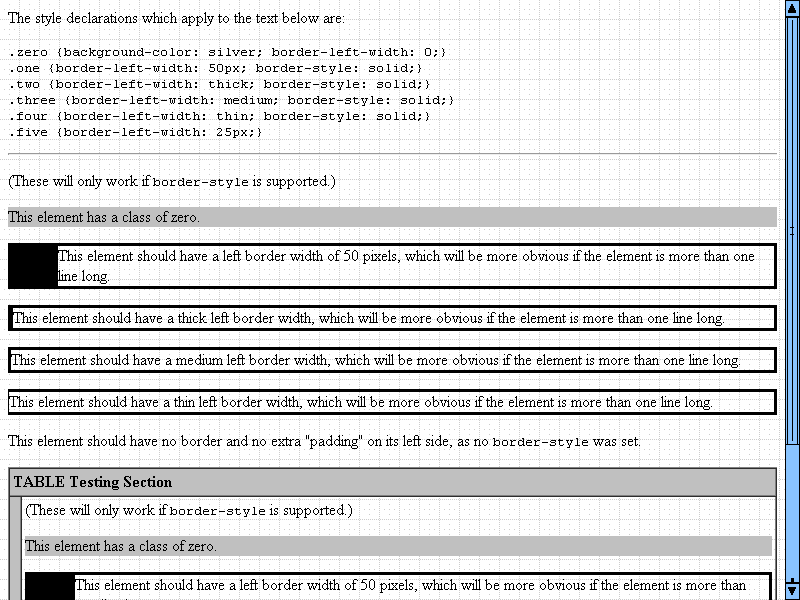 The style declarations which apply to the text below are:
.zero {background-color: silver; border-left-width: 0;}
.one {border-left-width: 50px; border-style: solid;}
.two {border-left-width: thick; border-style: solid;}
.three {border-left-width: medium; border-style: solid;}
.four {border-left-width: thin; border-style: solid;}
.five {border-left-width: 25px;}
(These will only work if border-style is supported.)
This element has a class of zero.
This element should have a left border width of 50 pixels, which will be more obvious if the element is more than one
line long.
This element should have a thick left border width, which will be more obvious if the element is more than one line long.
This element should have a medium left border width, which will be more obvious if the element is more than one line long.
This element should have a thin left border width, which will be more obvious if the element is more than one line long.
This element should have no border and no extra "padding" on its left side, as no border-style was set.
TABLE Testing Section
(These will only work if border-style is supported.)
This element has a class of zero.
This element should have a left border width of 50 pixels, which will be more obvious if the element is more than